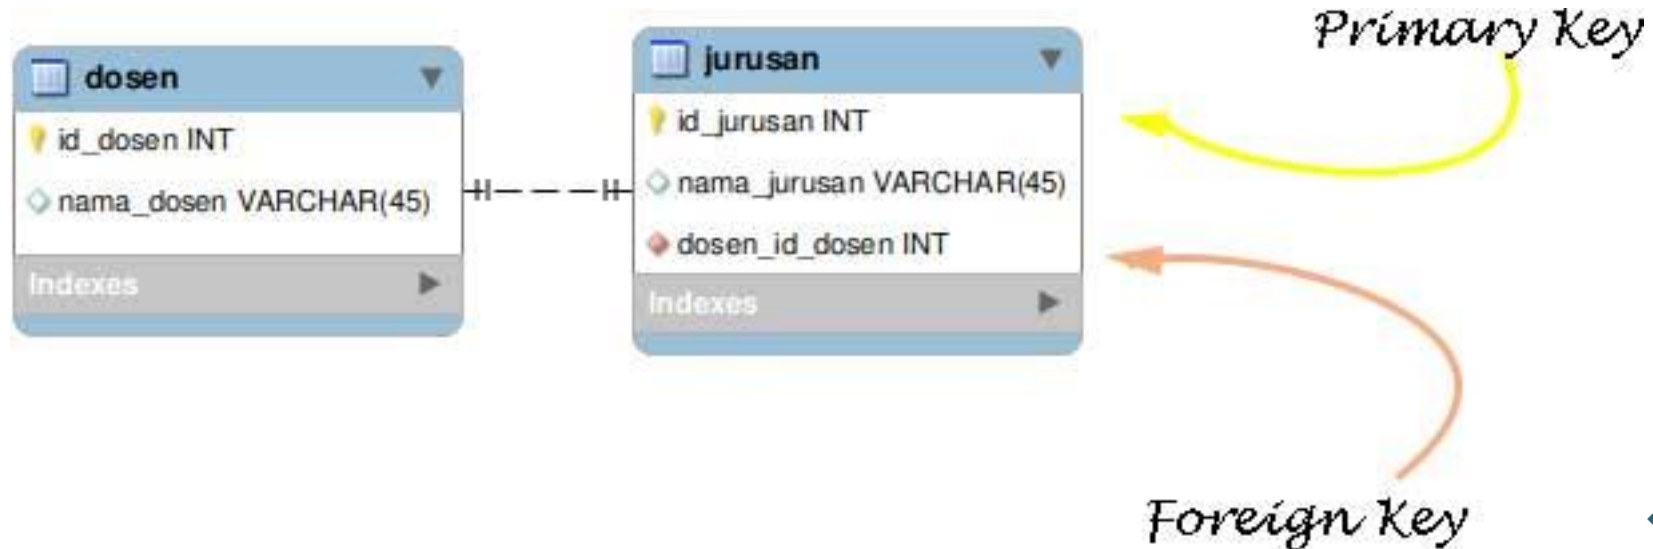 dosen
id_dosen INT
nama_dosen VARCHAR(45)
Indexes
jurusan
id_jurusan INT
nama_jurusan VARCHAR(45)
dosen_id_dosen INT
Indexes
Primary Key
Foreign Key